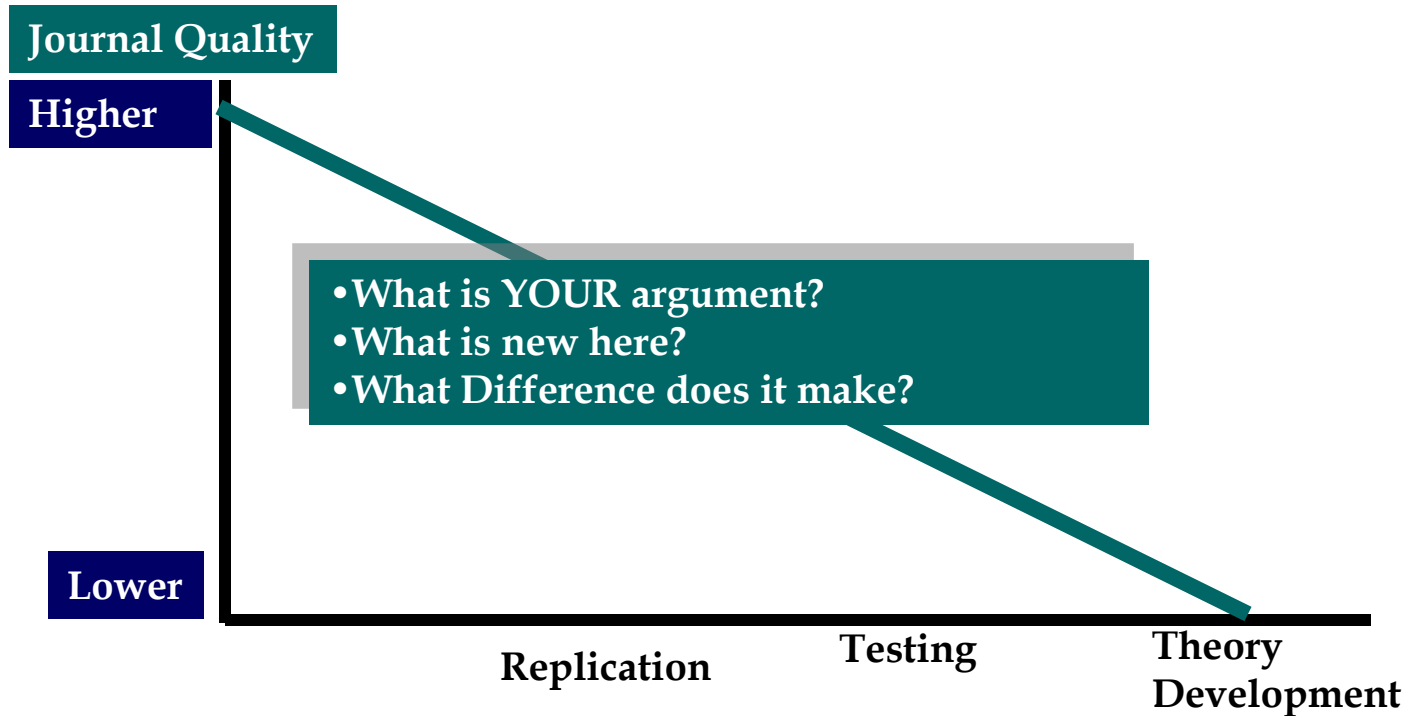 Journal Quality
Higher
•What is YOUR argument?
•What is new here?
•What Difference does it make?
Lower
Replication
Testing
Theory
Development